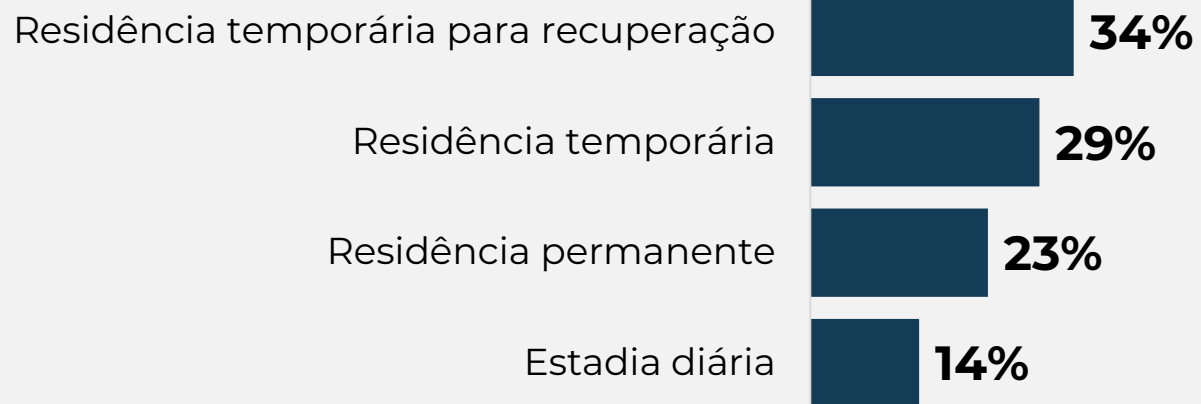 Residência temporária para recuperação 34%
Residência temporária 29%
Residência permanente 23%
Estadia diária 14%